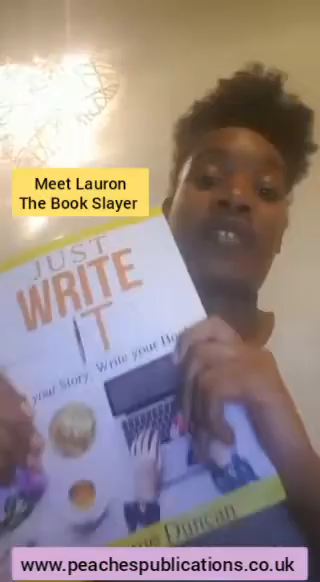 Meet Lauron
The Book Slayer
JUST
WRITE
IT
your Story, Write your
Duncan
www.peachespublications.co.uk